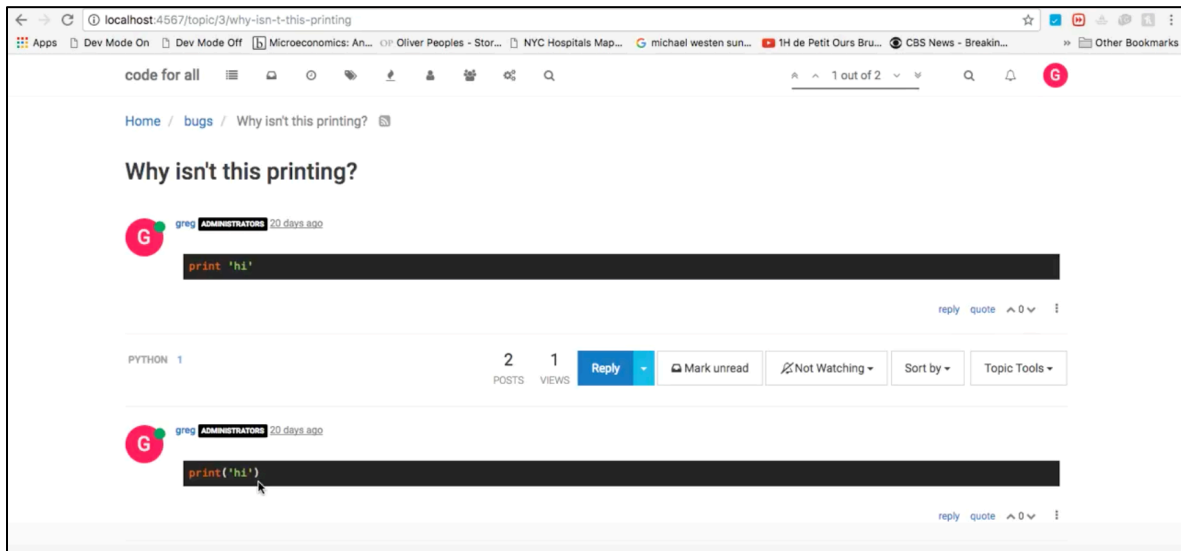 localhost:4567/topic/3/why-isn-t-this-printing
Apps Dev Mode On Dev Mode Off Microeconomics: An... OP Oliver Peoples - Stor... NYC Hospitals Map... G michael westen sun... 1H de Petit Ours Bru... CBS News - Breakin... » Other Bookmarks
code for all 1 out of 2 G
Home / bugs / Why isn't this printing?
Why isn't this printing?
G greg ADMINISTRATORS 20 days ago
print 'hi'
reply quote 0
PYTHON 1 2 POSTS 1 VIEWS Reply Mark unread Not Watching Sort by Topic Tools
G greg ADMINISTRATORS 20 days ago
print('hi')
reply quote 0